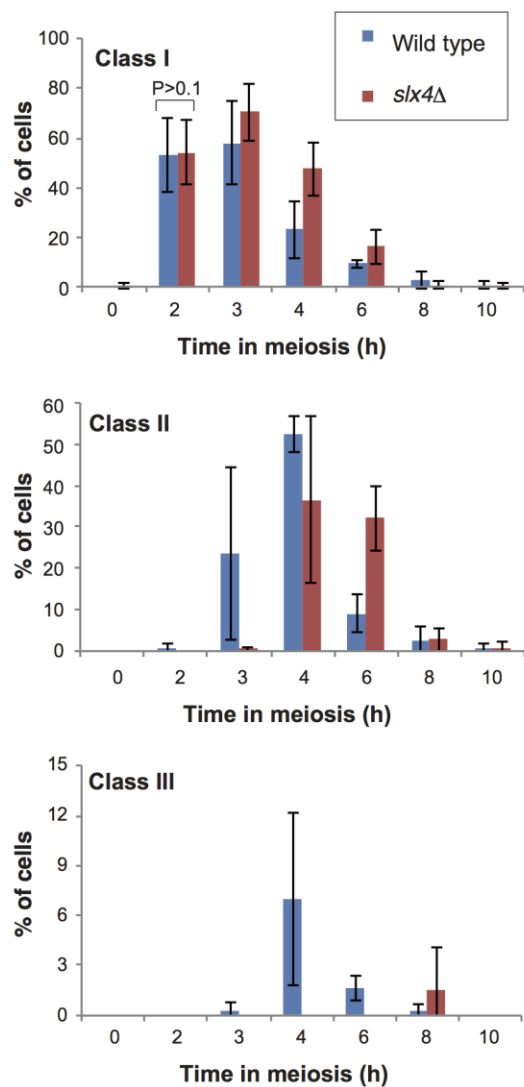 Class I
Wild type
slx4Δ
P>0.1
% of cells
100
80
60
40
20
0
0 2 3 4 6 8 10
Time in meiosis (h)
Class II
% of cells
60
50
40
30
20
10
0
0 2 3 4 6 8 10
Time in meiosis (h)
Class III
% of cells
15
12
9
6
3
0
0 2 3 4 6 8 10
Time in meiosis (h)